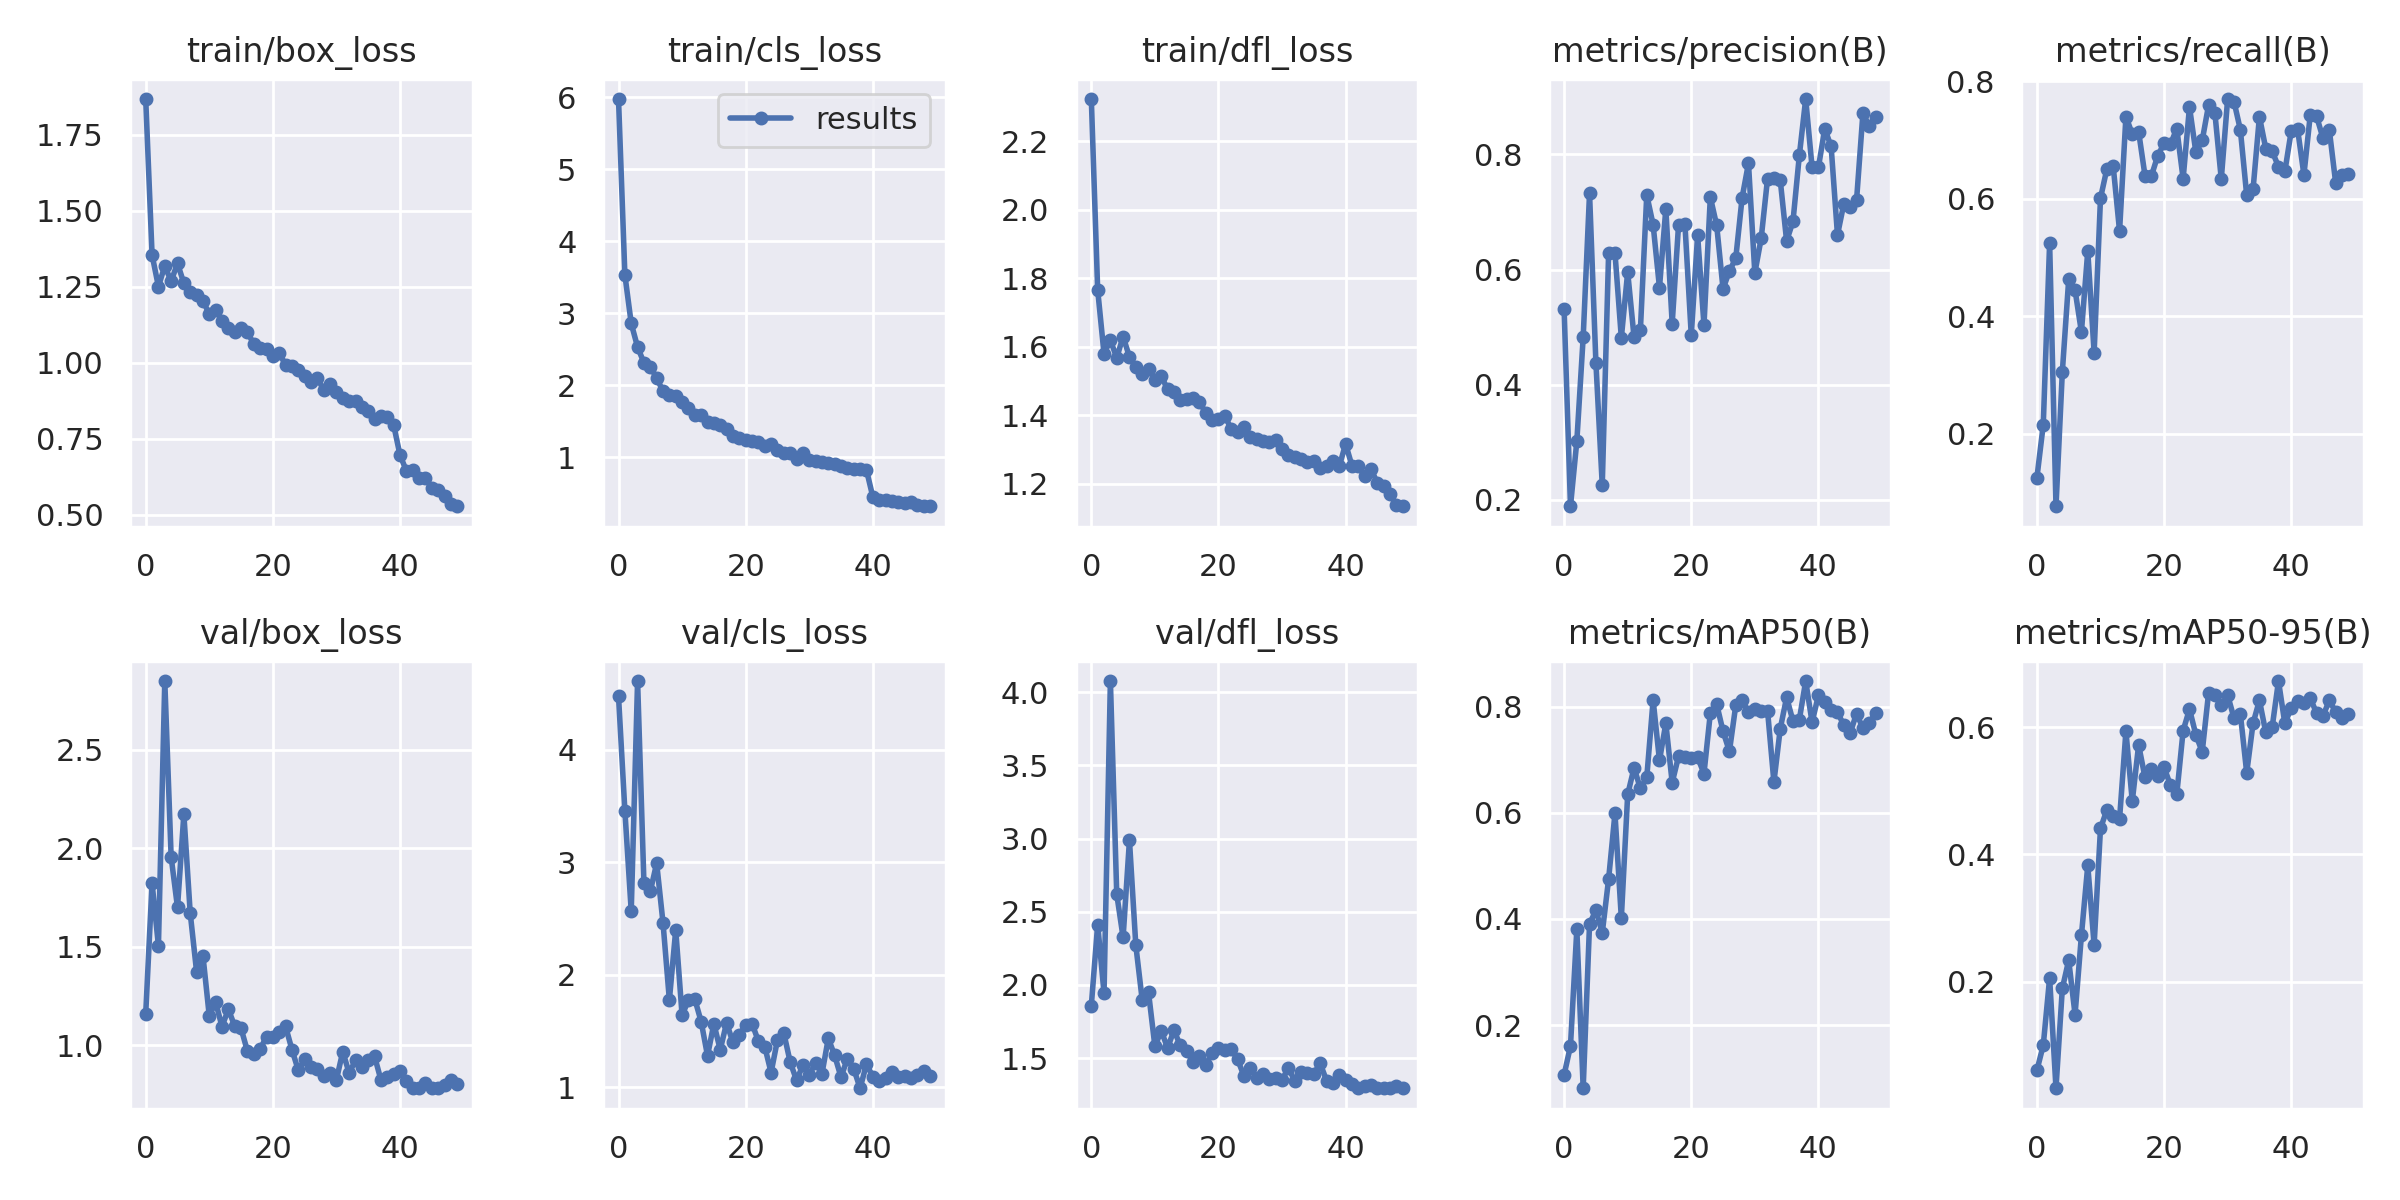 train/box_loss
1.75
1.50
1.25
1.00
0.75
0.50
0 20 40
train/cls_loss
results
6
5
4
3
2
1
0 20 40
train/dfl_loss
2.2
2.0
1.8
1.6
1.4
1.2
0 20 40
metrics/precision(B)
0.8
0.6
0.4
0.2
0 20 40
metrics/recall(B)
0.8
0.6
0.4
0.2
0 20 40
val/box_loss
2.5
2.0
1.5
1.0
0 20 40
val/cls_loss
4
3
2
1
0 20 40
val/dfl_loss
4.0
3.5
3.0
2.5
2.0
1.5
0 20 40
metrics/mAP50(B)
0.8
0.6
0.4
0.2
0 20 40
metrics/mAP50-95(B)
0.6
0.4
0.2
0 20 40